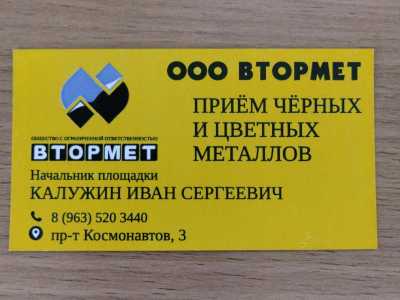 ООО ВТОРМЕТ
ПРИЁМ ЧЁРНЫХ
И ЦВЕТНЫХ
МЕТАЛЛОВ
ОБЩЕСТВО С ОГРАНИЧЕННОЙ ОТВЕТСТВЕННОСТЬЮ
ВТОРМЕТ
Начальник площадки
КАЛУЖИН ИВАН СЕРГЕЕВИЧ
8 (963) 520 3440
пр-т Космонавтов, 3